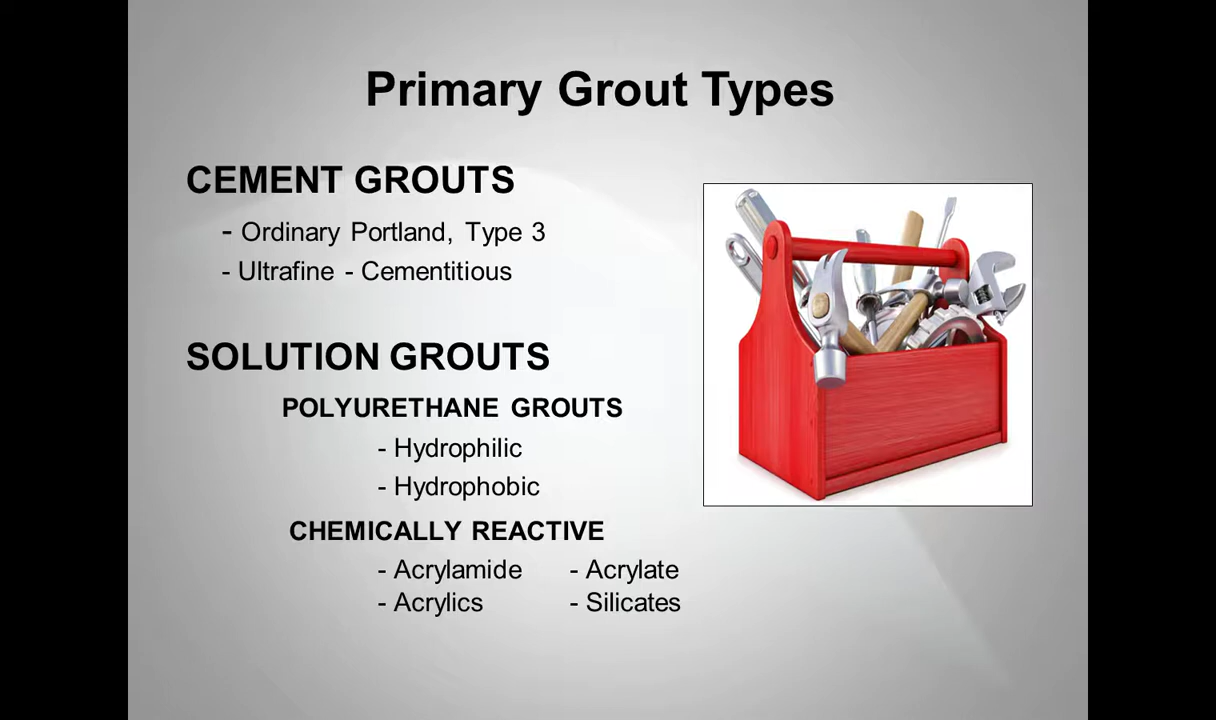 Primary Grout Types
CEMENT GROUTS
- Ordinary Portland, Type 3
- Ultrafine - Cementitious
SOLUTION GROUTS
POLYURETHANE GROUTS
- Hydrophilic
- Hydrophobic
CHEMICALLY REACTIVE
- Acrylamide - Acrylate
- Acrylics - Silicates